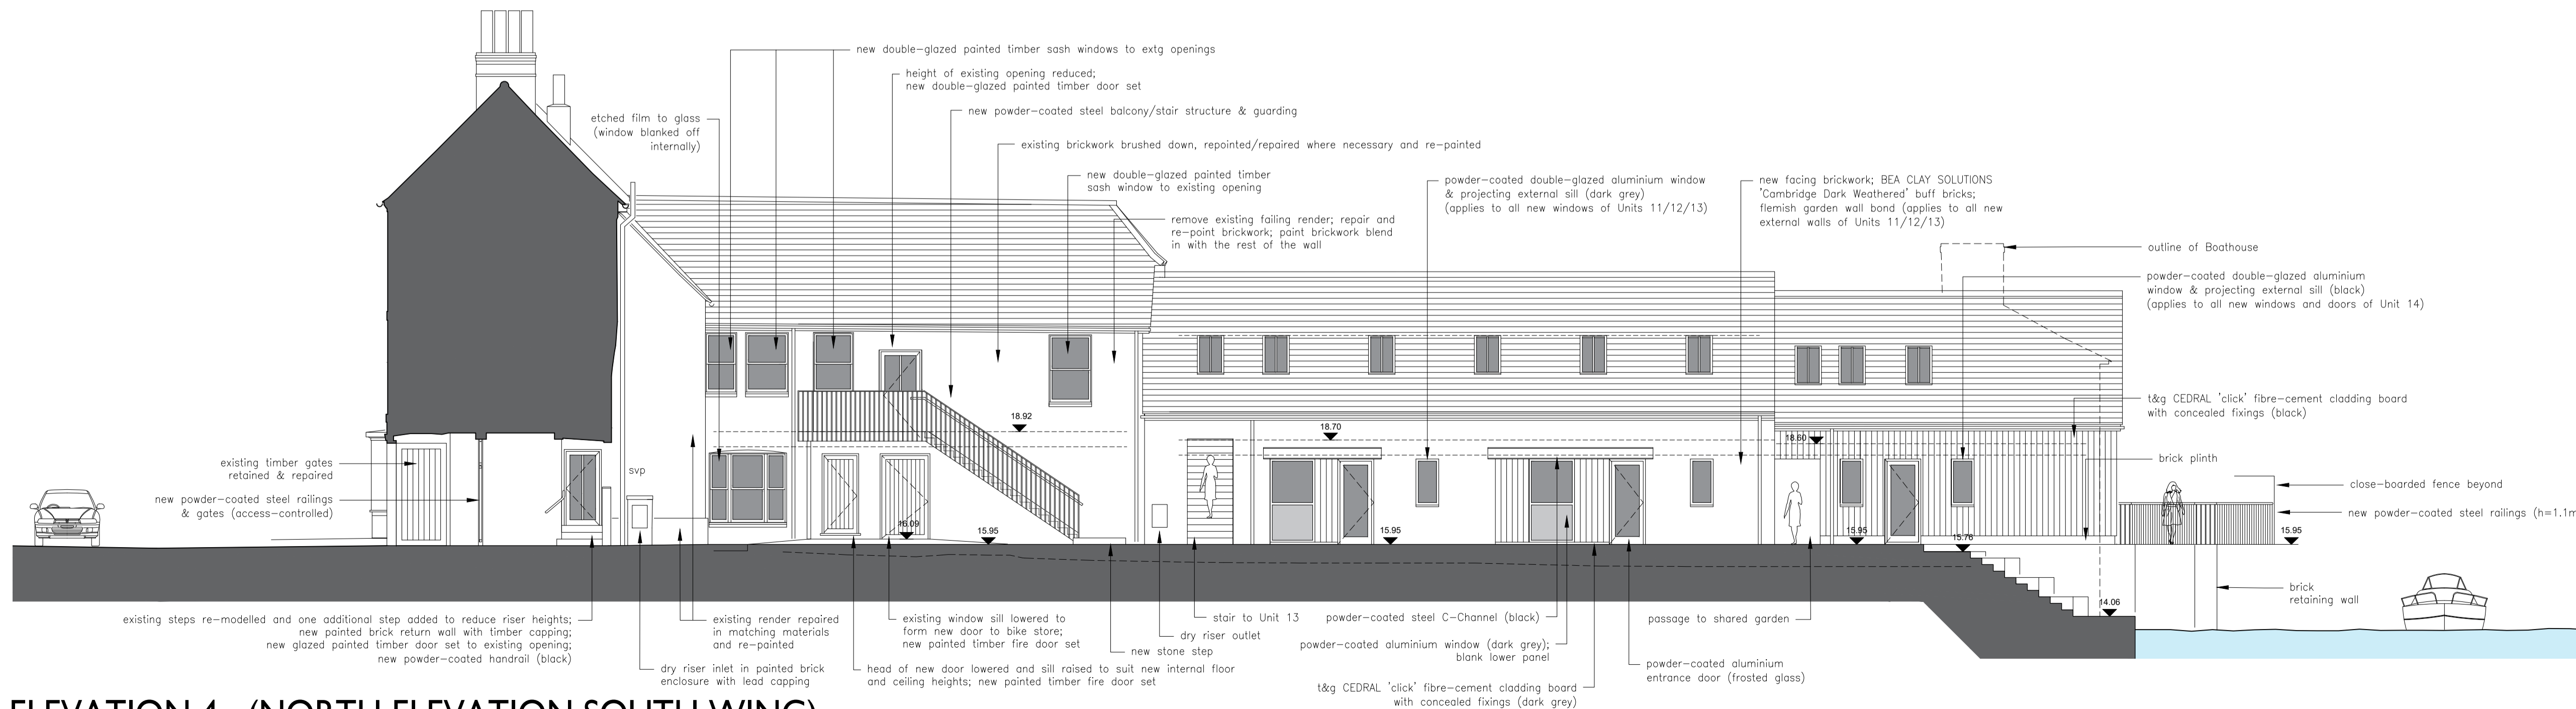 new double-glazed painted timber sash windows to extg openings
height of existing opening reduced;
new double-glazed painted timber door set
new powder-coated steel balcony/stair structure & guarding
etched film to glass
(window blanked off
internally)
existing brickwork brushed down, repointed/repaired where necessary and re-painted
new double-glazed painted timber
sash window to existing opening
remove existing failing render; repair and
re-point brickwork; paint brickwork blend
in with the rest of the wall
powder-coated double-glazed aluminium window
& projecting external sill (dark grey)
(applies to all new windows of Units 11/12/13)
new facing brickwork; BEA CLAY SOLUTIONS
'Cambridge Dark Weathered' buff bricks;
flemish garden wall bond (applies to all new
external walls of Units 11/12/13)
outline of Boathouse
powder-coated double-glazed aluminium
window & projecting external sill (black)
(applies to all new windows and doors of Unit 14)
t&g CEDRAL 'click' fibre-cement cladding board
with concealed fixings (black)
brick plinth
close-boarded fence beyond
new powder-coated steel railings (h=1.1m
brick
retaining wall
existing timber gates
retained & repaired
new powder-coated steel railings
& gates (access-controlled)
svp
18.92
18.70
18.60
16.09
15.95
15.95
15.95
15.76
15.95
14.06
existing steps re-modelled and one additional step added to reduce riser heights;
new painted brick return wall with timber capping;
new glazed painted timber door set to existing opening;
new powder-coated handrail (black)
dry riser inlet in painted brick
enclosure with lead capping
existing render repaired
in matching materials
and re-painted
existing window sill lowered to
form new door to bike store;
new painted timber fire door set
head of new door lowered and sill raised to suit new internal floor
and ceiling heights; new painted timber fire door set
new stone step
dry riser outlet
stair to Unit 13
powder-coated steel C-Channel (black)
powder-coated aluminium window (dark grey);
blank lower panel
t&g CEDRAL 'click' fibre-cement cladding board
with concealed fixings (dark grey)
passage to shared garden
powder-coated aluminium
entrance door (frosted glass)
ELEVATION 4 - (NORTH ELEVATION SOUTH WING)